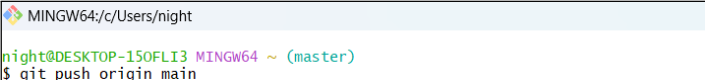 MINGW64:/c/Users/night
night@DESKTOP-15OFLI3 MINGW64 ~ (master)
$ git push origin main